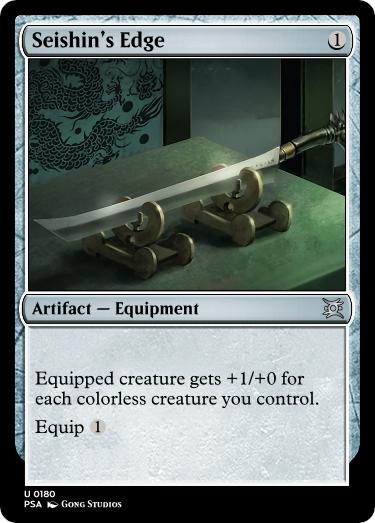 Seishin's Edge 1
Artifact — Equipment
Equipped creature gets +1/+0 for
each colorless creature you control.
Equip 1
U 0180
PSA Gong Studios